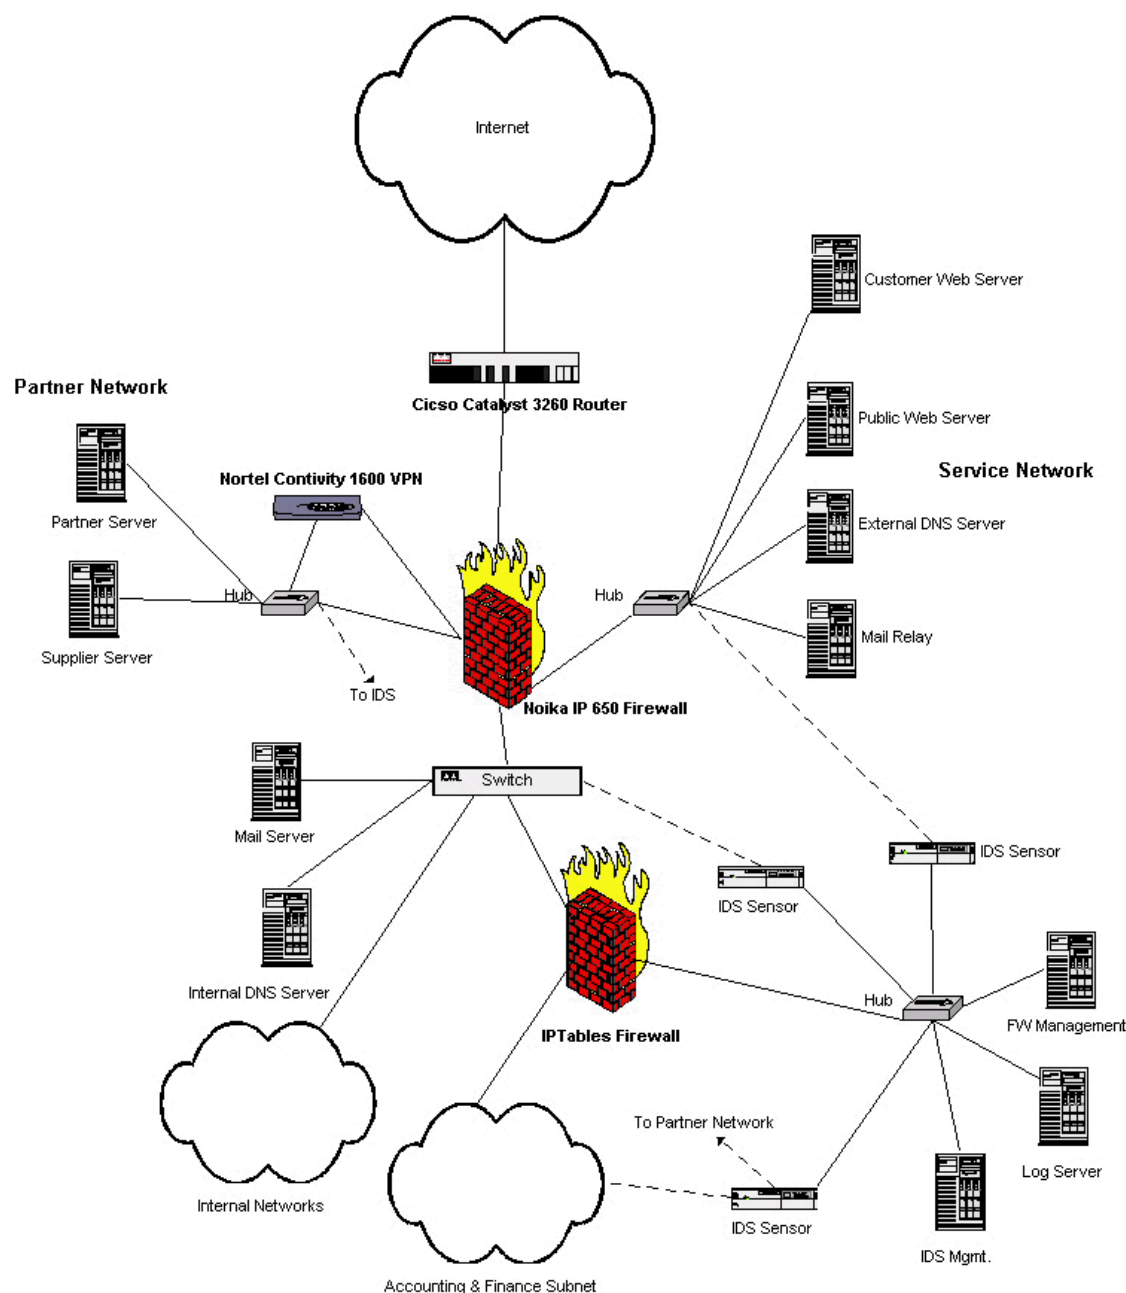 Internet
Customer Web Server
Partner Network
Cicso Catalyst 3260 Router
Public Web Server
Nortel Contivity 1600 VPN
Service Network
Partner Server
External DNS Server
Hub
Hub
Mail Relay
Supplier Server
To IDS
Noika IP 650 Firewall
Switch
Mail Server
IDS Sensor
IDS Sensor
Internal DNS Server
Hub
FW Management
IPTables Firewall
To Partner Network
Log Server
Internal Networks
IDS Sensor
IDS Mgmt.
Accounting & Finance Subnet